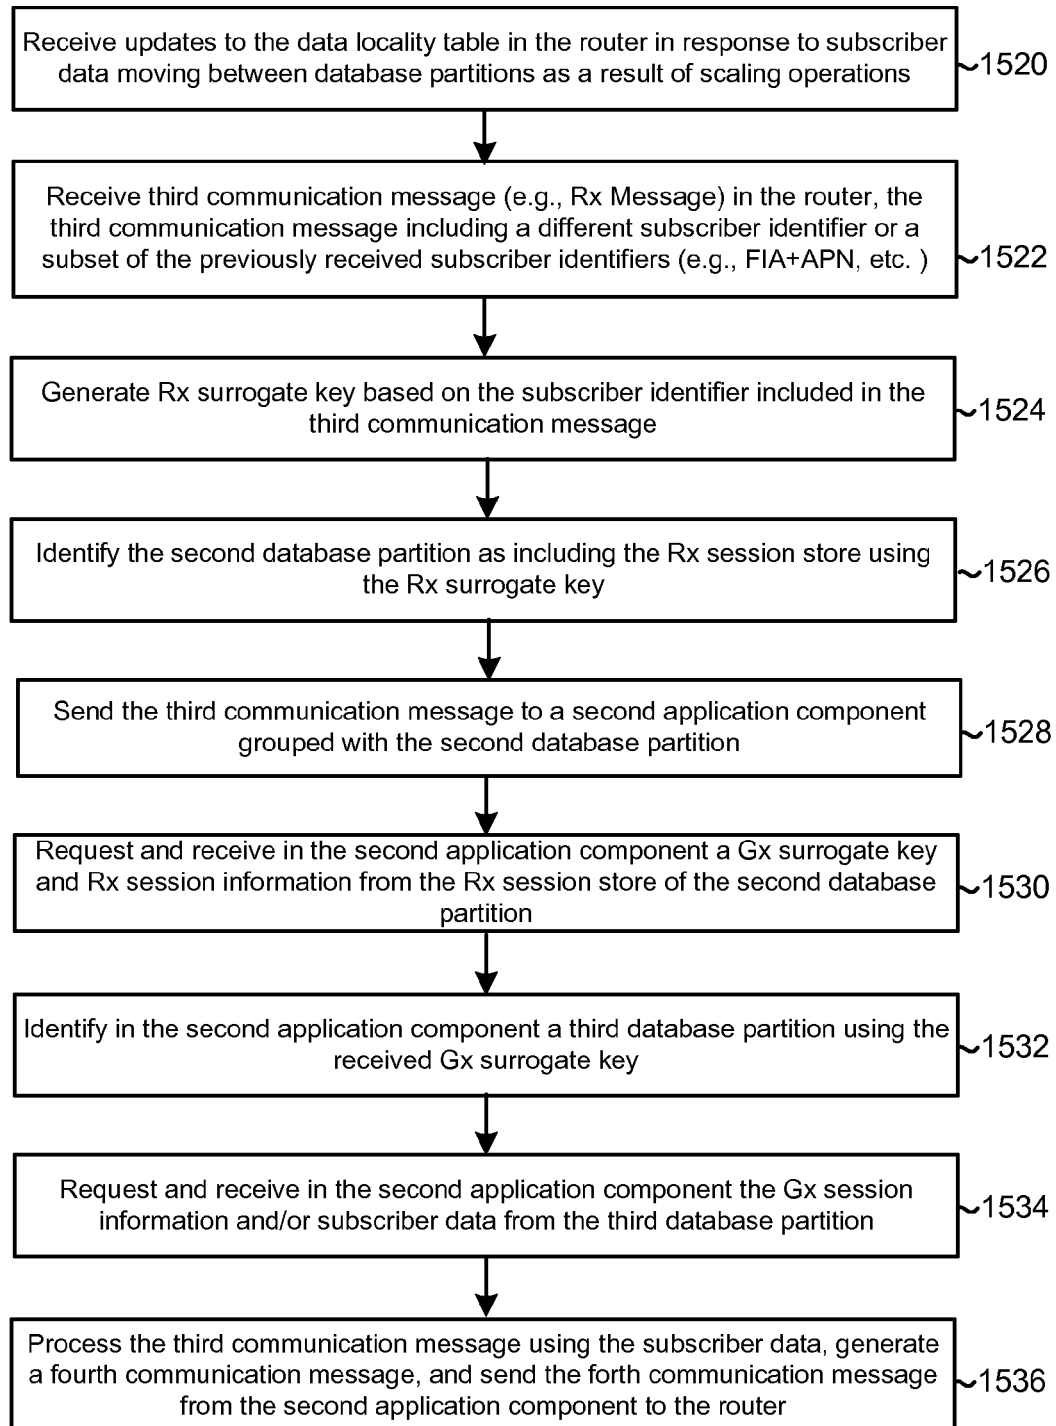 Receive updates to the data locality table in the router in response to subscriber
data moving between database partitions as a result of scaling operations
1520
Receive third communication message (e.g., Rx Message) in the router, the
third communication message including a different subscriber identifier or a
subset of the previously received subscriber identifiers (e.g., FIA+APN, etc. )
1522
Generate Rx surrogate key based on the subscriber identifier included in the
third communication message
1524
Identify the second database partition as including the Rx session store using
the Rx surrogate key
1526
Send the third communication message to a second application component
grouped with the second database partition
1528
Request and receive in the second application component a Gx surrogate key
and Rx session information from the Rx session store of the second database
partition
1530
Identify in the second application component a third database partition using the
received Gx surrogate key
1532
Request and receive in the second application component the Gx session
information and/or subscriber data from the third database partition
1534
Process the third communication message using the subscriber data, generate
a fourth communication message, and send the forth communication message
from the second application component to the router
1536